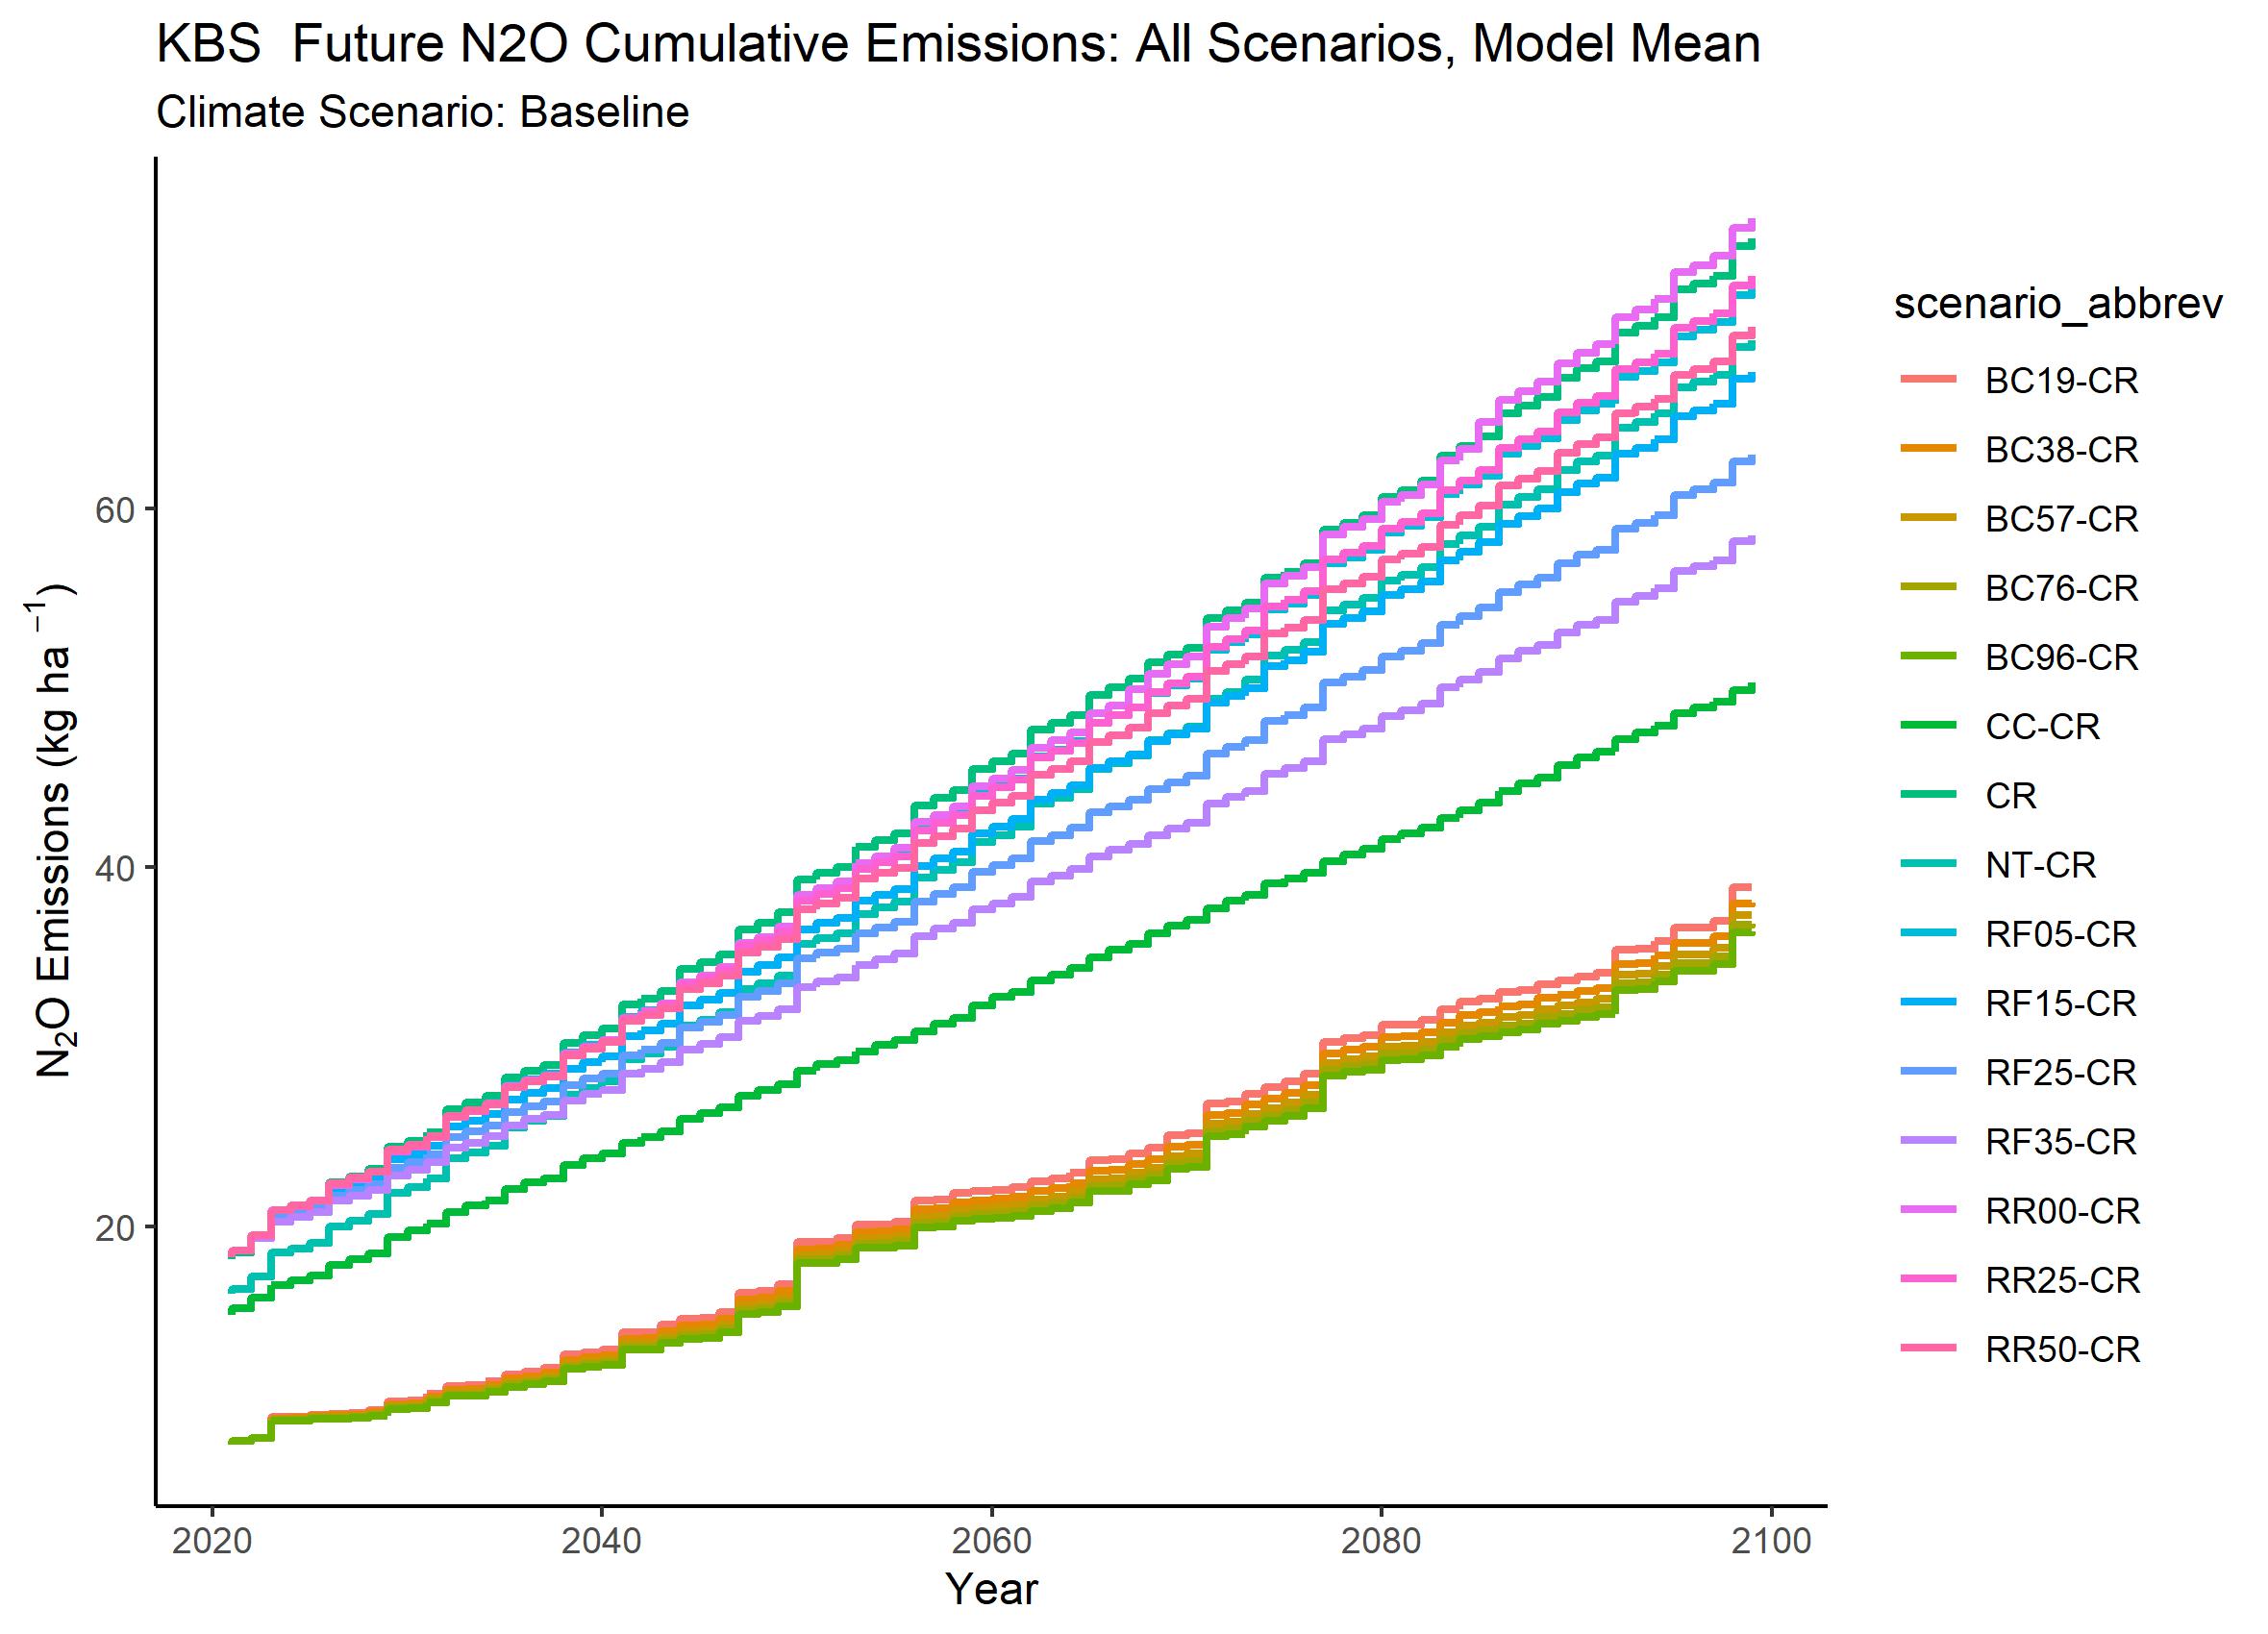 KBS  Future N2O Cumulative Emissions: All Scenarios, Model Mean
Climate Scenario: Baseline
N₂O Emissions (kg ha ⁻¹)
60
40
20
2020
2040
2060
2080
2100
Year
scenario_abbrev
BC19-CR
BC38-CR
BC57-CR
BC76-CR
BC96-CR
CC-CR
CR
NT-CR
RF05-CR
RF15-CR
RF25-CR
RF35-CR
RR00-CR
RR25-CR
RR50-CR